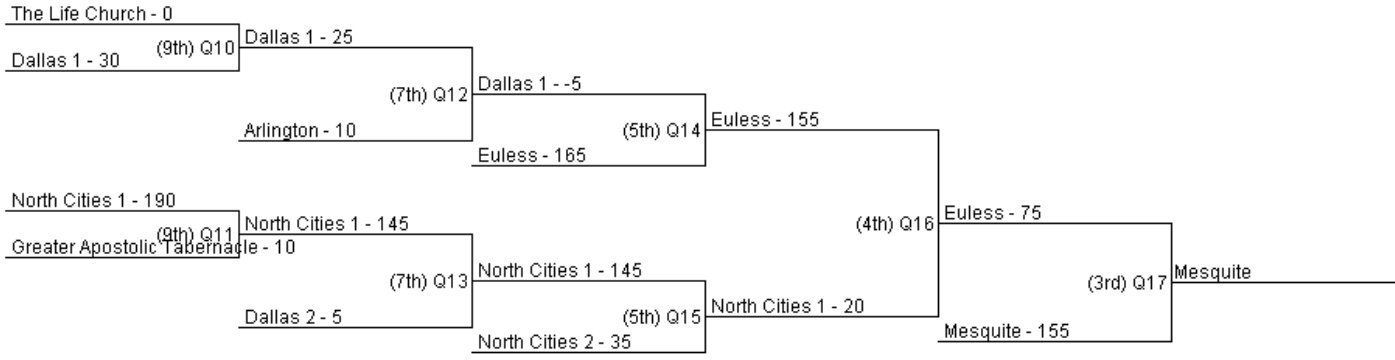 The Life Church - 0
(9th) Q10
Dallas 1 - 30
Dallas 1 - 25
(7th) Q12
Arlington - 10
Dallas 1 - -5
(5th) Q14
Euless - 165
Euless - 155
North Cities 1 - 190
(9th) Q11
Greater Apostolic Tabernacle - 10
North Cities 1 - 145
(7th) Q13
Dallas 2 - 5
North Cities 1 - 145
(5th) Q15
North Cities 2 - 35
North Cities 1 - 20
(4th) Q16
Euless - 75
(3rd) Q17
Mesquite - 155
Mesquite